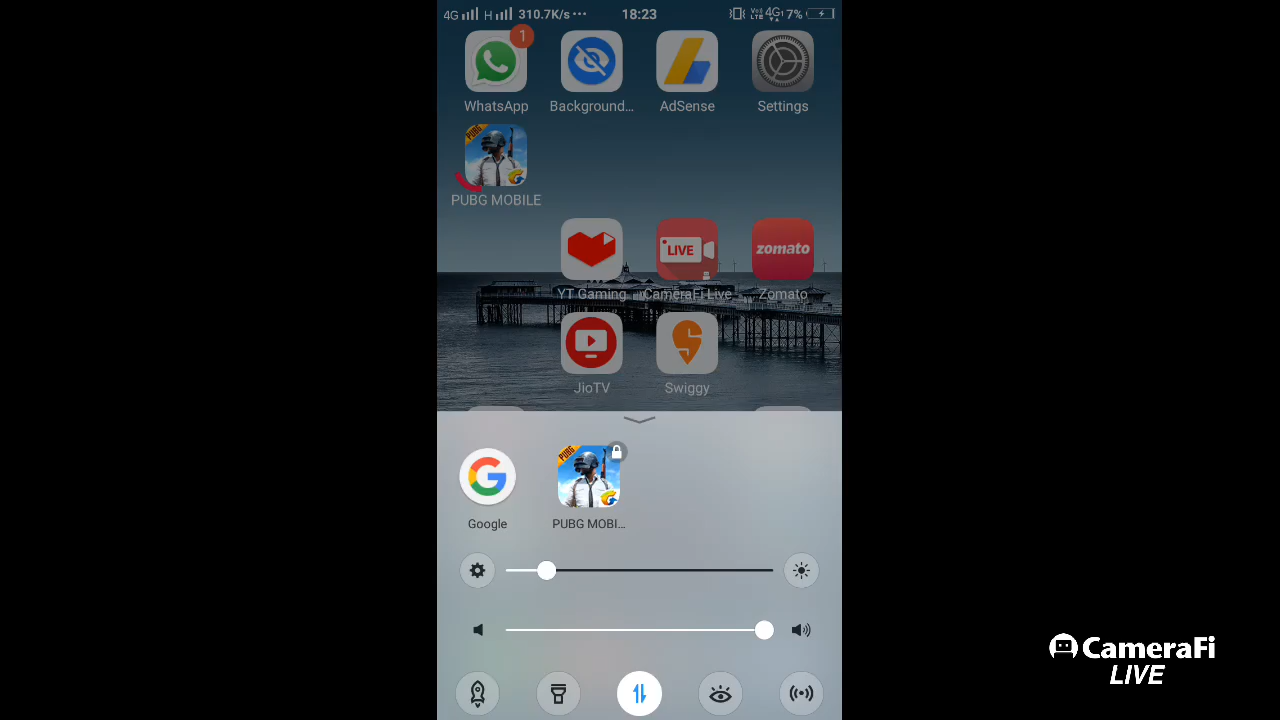 4G H 310.7K/s ••• 18:23 VoLTE 4G 7%
1
WhatsApp Background... AdSense Settings
PUBG
PUBG MOBILE
LIVE zomato
YT Gaming CameraFi Live Zomato
JioTV Swiggy
PUBG
Google PUBG MOBI...
CameraFi
LIVE